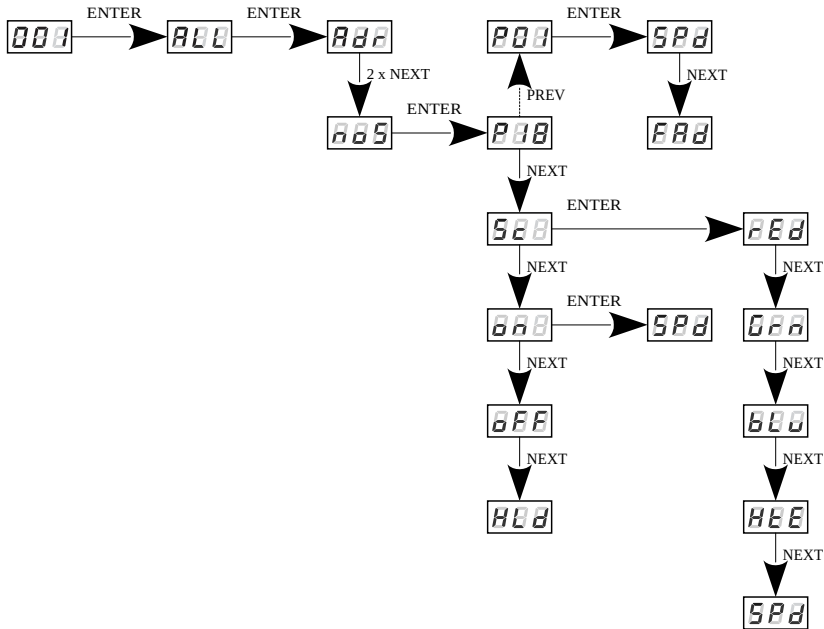 ENTER ENTER ENTER
001 ALL Adr P01 SPd
2 x NEXT PREV NEXT
ENTER
noS P18 FAd
NEXT
ENTER
Sc rEd
NEXT NEXT
ENTER
on SPd Grn
NEXT NEXT
oFF bLu
NEXT NEXT
HLd HtE
NEXT
SPd